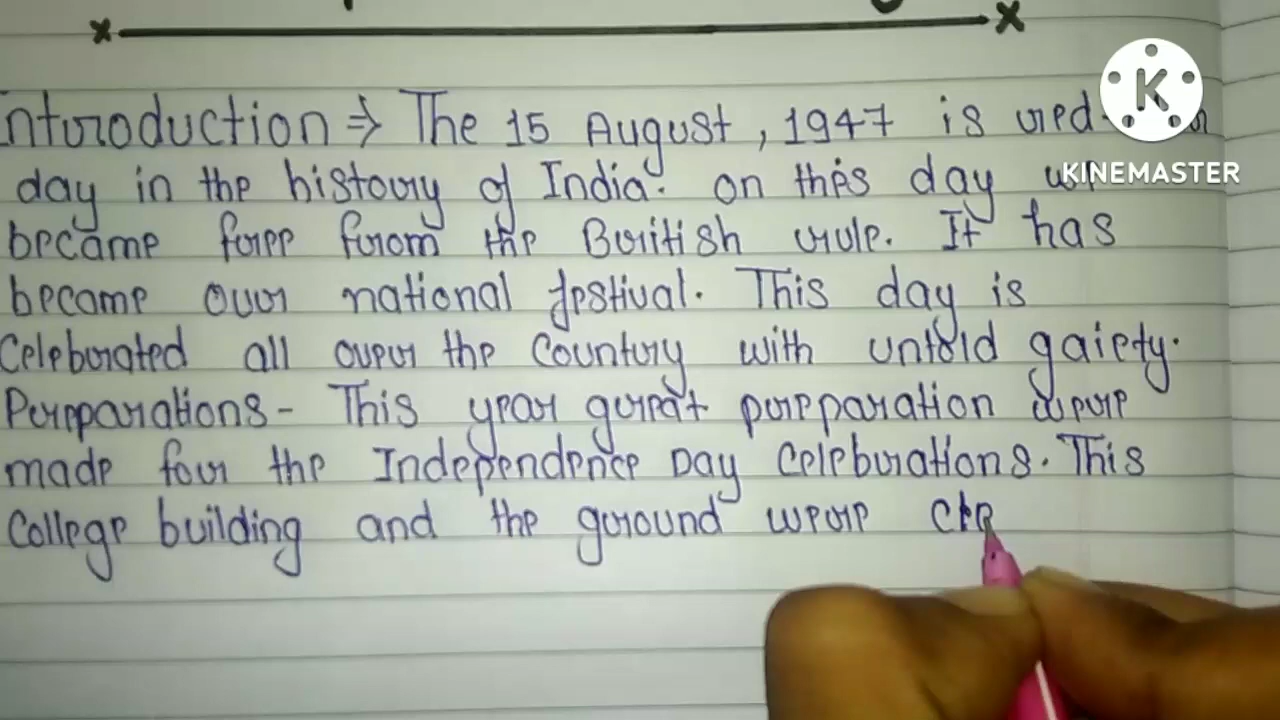 Introduction ⇒ The 15 August, 1947 is red
KINEMASTER
day in the history of India. on this day we
became free from the British rule. It has
became our national festival. This day is
Celebrated all over the Country with untold gaiety.
Preparations - This year great preparation were
made for the Independence Day Celebrations. This
College building and the ground were